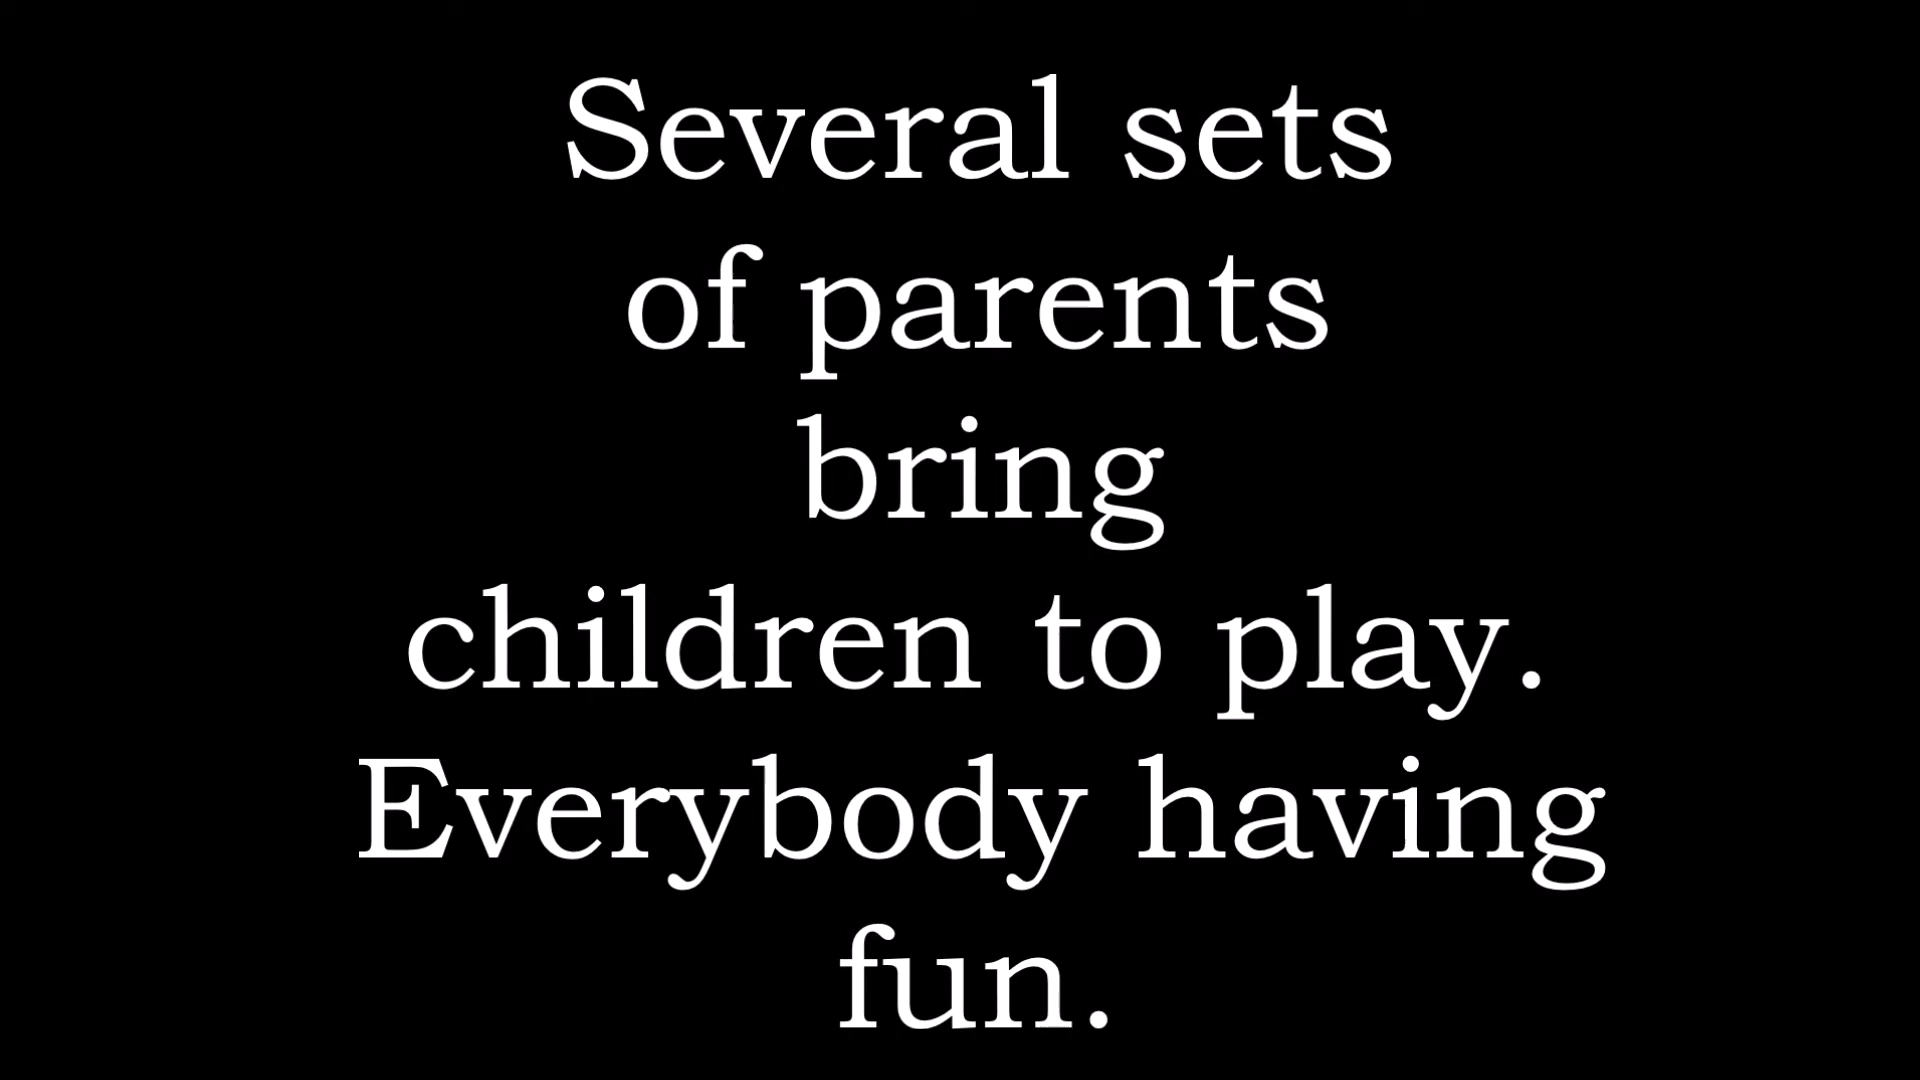 Several sets
of parents
bring
children to play.
Everybody having
fun.